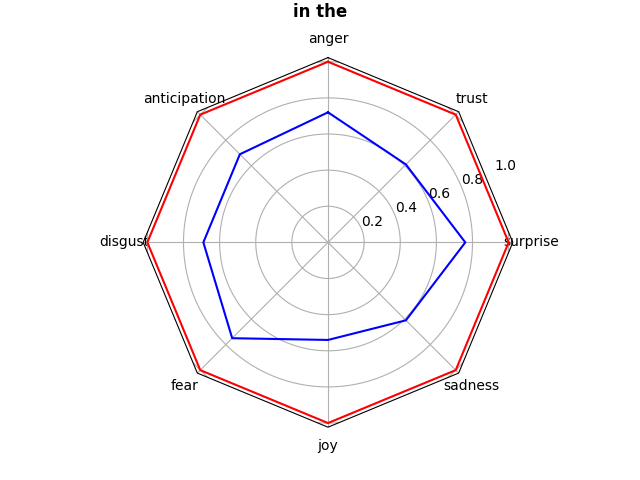 in the
anger
anticipation
trust
1.0
0.8
0.6
0.4
0.2
disgust
surprise
fear
sadness
joy